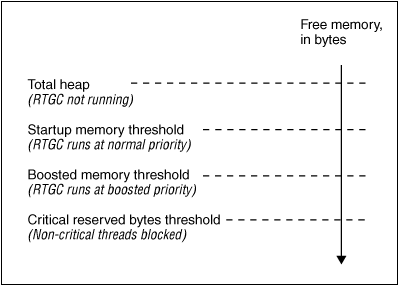 Free memory,
in bytes
Total heap
(RTGC not running)
Startup memory threshold
(RTGC runs at normal priority)
Boosted memory threshold
(RTGC runs at boosted priority)
Critical reserved bytes threshold
(Non-critical threads blocked)